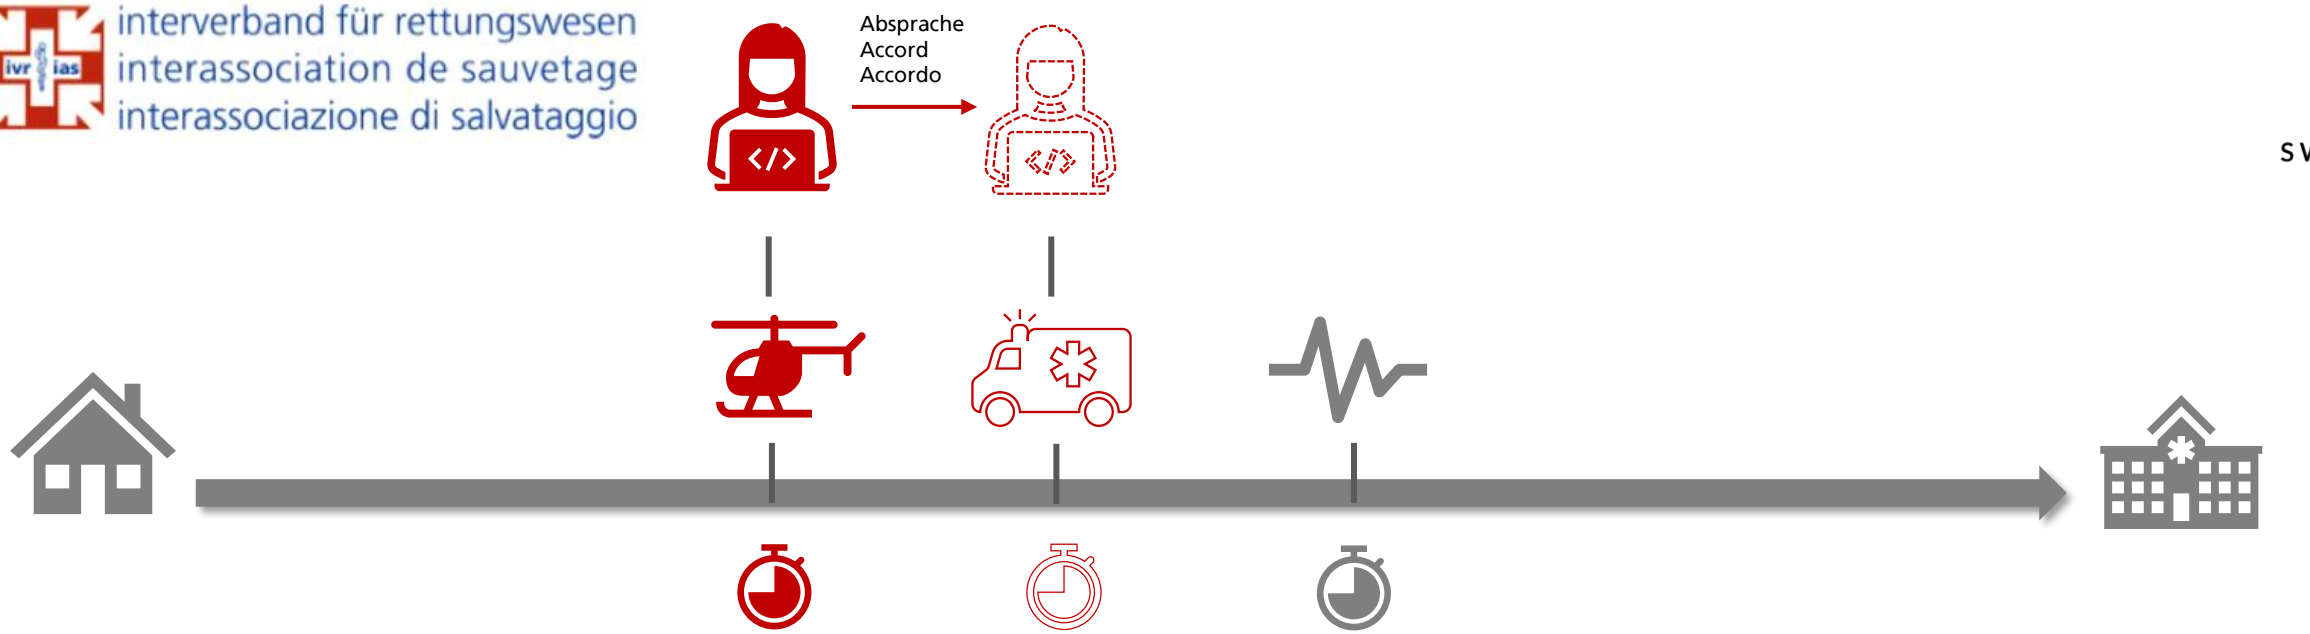 interverband für rettungswesen
interassociation de sauvetage
interassociazione di salvataggio
ivr ias
Absprache
Accord
Accordo
</>